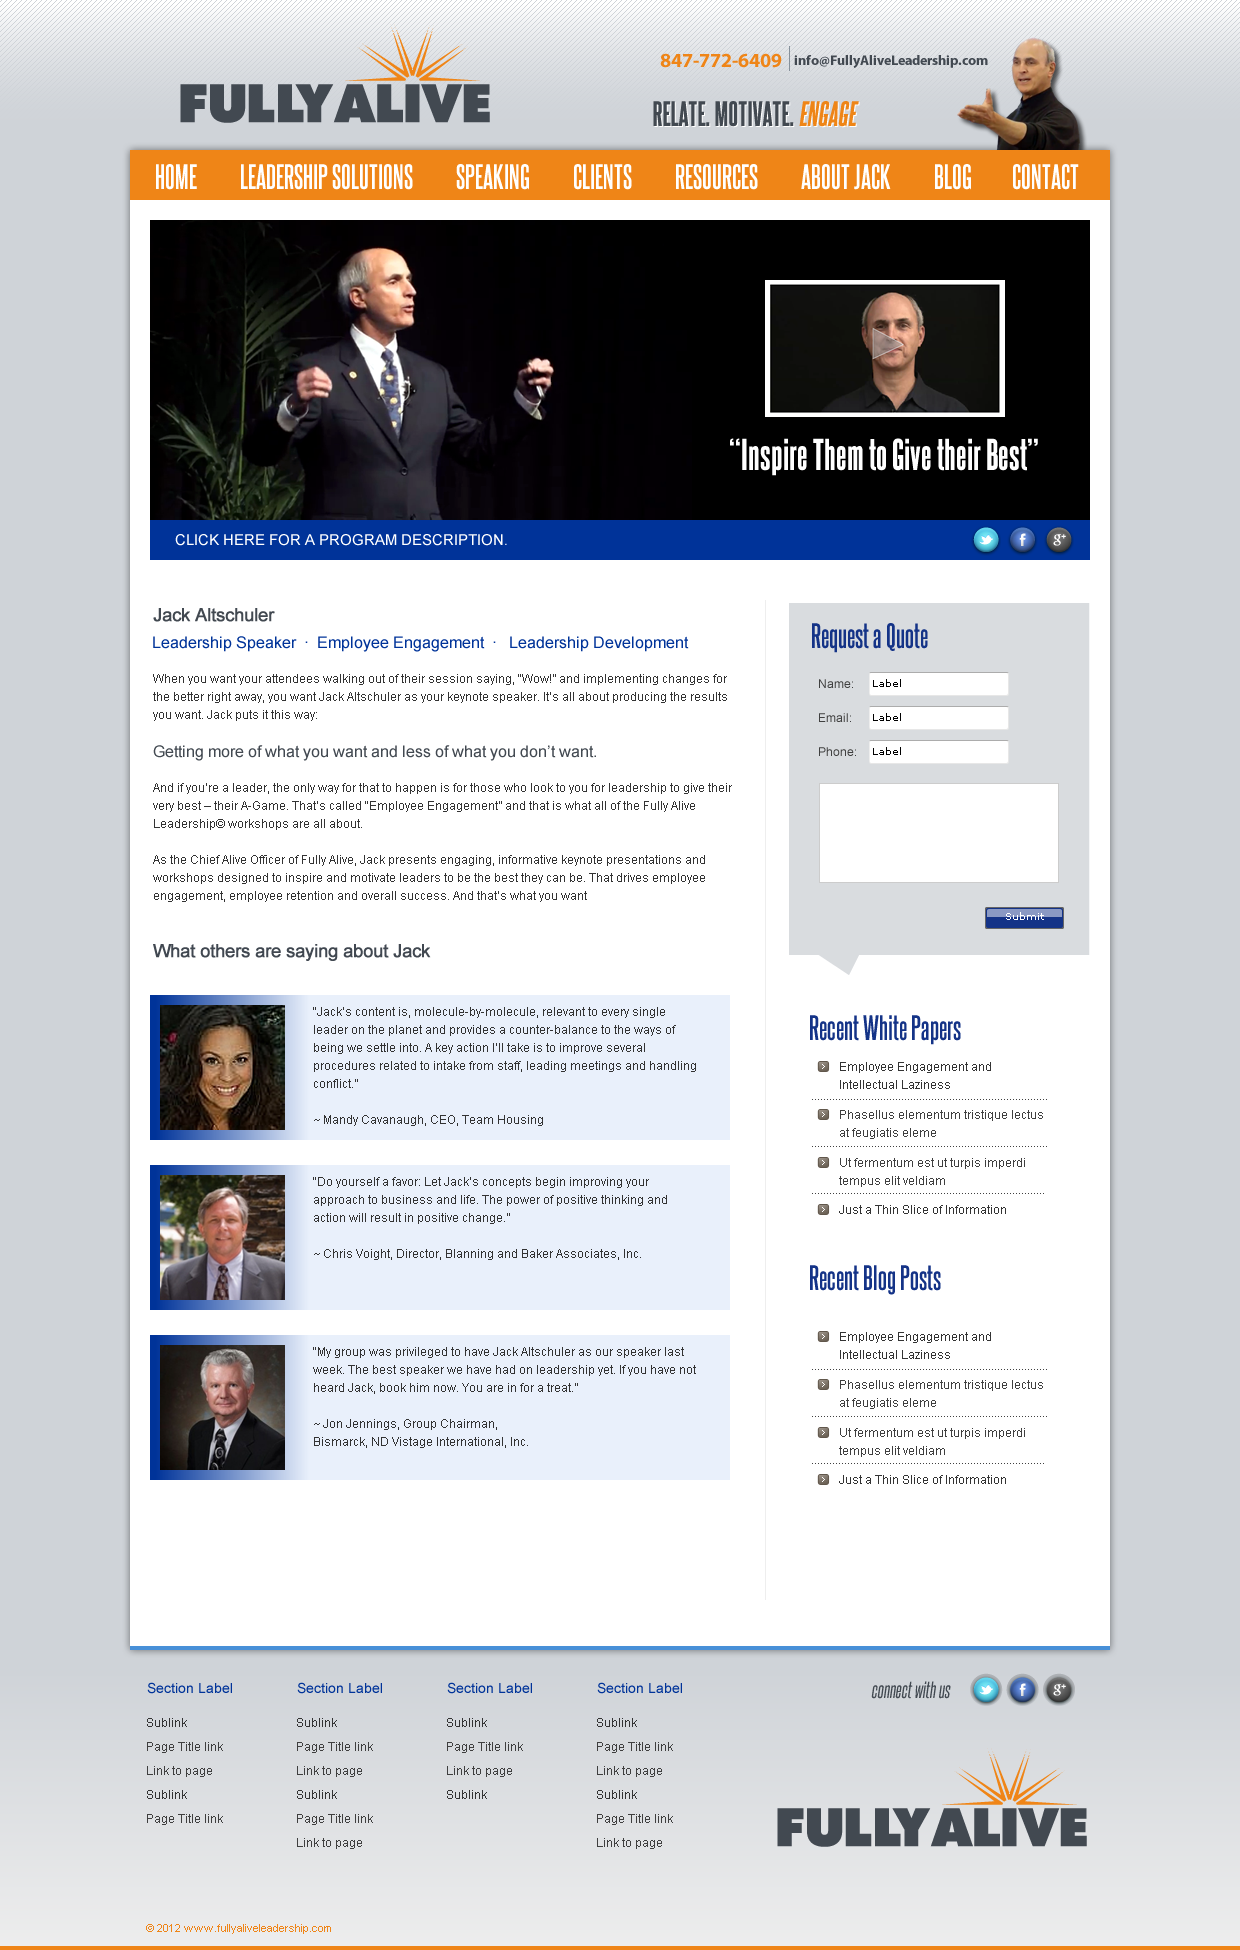 FULLY ALIVE
847-772-6409 info@FullyAliveLeadership.com
RELATE. MOTIVATE. ENGAGE
HOME LEADERSHIP SOLUTIONS SPEAKING CLIENTS RESOURCES ABOUT JACK BLOG CONTACT
“Inspire Them to Give their Best”
CLICK HERE FOR A PROGRAM DESCRIPTION.
Jack Altschuler
Leadership Speaker · Employee Engagement · Leadership Development
When you want your attendees walking out of their session saying, "Wow!" and implementing changes for
the better right away, you want Jack Altschuler as your keynote speaker. It's all about producing the results
you want. Jack puts it this way:
Getting more of what you want and less of what you don’t want.
And if you're a leader, the only way for that to happen is for those who look to you for leadership to give their
very best – their A-Game. That's called "Employee Engagement" and that is what all of the Fully Alive
Leadership© workshops are all about.
As the Chief Alive Officer of Fully Alive, Jack presents engaging, informative keynote presentations and
workshops designed to inspire and motivate leaders to be the best they can be. That drives employee
engagement, employee retention and overall success. And that's what you want
What others are saying about Jack
"Jack's content is, molecule-by-molecule, relevant to every single
leader on the planet and provides a counter-balance to the ways of
being we settle into. A key action I'll take is to improve several
procedures related to intake from staff, leading meetings and handling
conflict."
~ Mandy Cavanaugh, CEO, Team Housing
"Do yourself a favor: Let Jack's concepts begin improving your
approach to business and life. The power of positive thinking and
action will result in positive change."
~ Chris Voight, Director, Blanning and Baker Associates, Inc.
"My group was privileged to have Jack Altschuler as our speaker last
week. The best speaker we have had on leadership yet. If you have not
heard Jack, book him now. You are in for a treat."
~ Jon Jennings, Group Chairman,
Bismarck, ND Vistage International, Inc.
Request a Quote
Name: Label
Email: Label
Phone: Label
Submit
Recent White Papers
Employee Engagement and
Intellectual Laziness
Phasellus elementum tristique lectus
at feugiatis eleme
Ut fermentum est ut turpis imperdi
tempus elit veldiam
Just a Thin Slice of Information
Recent Blog Posts
Employee Engagement and
Intellectual Laziness
Phasellus elementum tristique lectus
at feugiatis eleme
Ut fermentum est ut turpis imperdi
tempus elit veldiam
Just a Thin Slice of Information
Section Label
Sublink
Page Title link
Link to page
Sublink
Page Title link
Section Label
Sublink
Page Title link
Link to page
Sublink
Page Title link
Link to page
Section Label
Sublink
Page Title link
Link to page
Sublink
Section Label
Sublink
Page Title link
Link to page
Sublink
Page Title link
Link to page
connect with us
FULLY ALIVE
© 2012 www.fullyaliveleadership.com